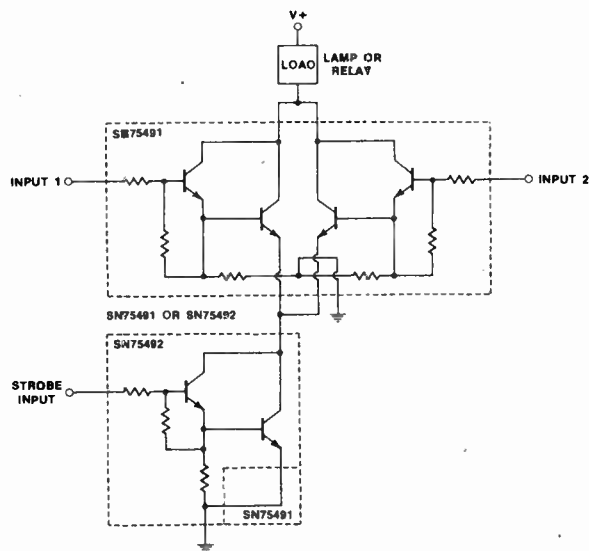 V+
LOAD
LAMP OR
RELAY
SN75491
INPUT 1
INPUT 2
SN75491 OR SN75492
SN75492
STROBE
INPUT
SN75491